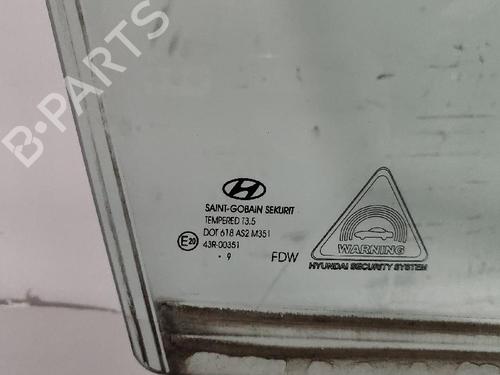 B-PARTS
SAINT-GOBAIN SEKURIT
TEMPERED T3.5
DOT 618 AS2 M351
E20 43R-00351
· 9 FDW
WARNING
HYUNDAI SECURITY SYSTEM